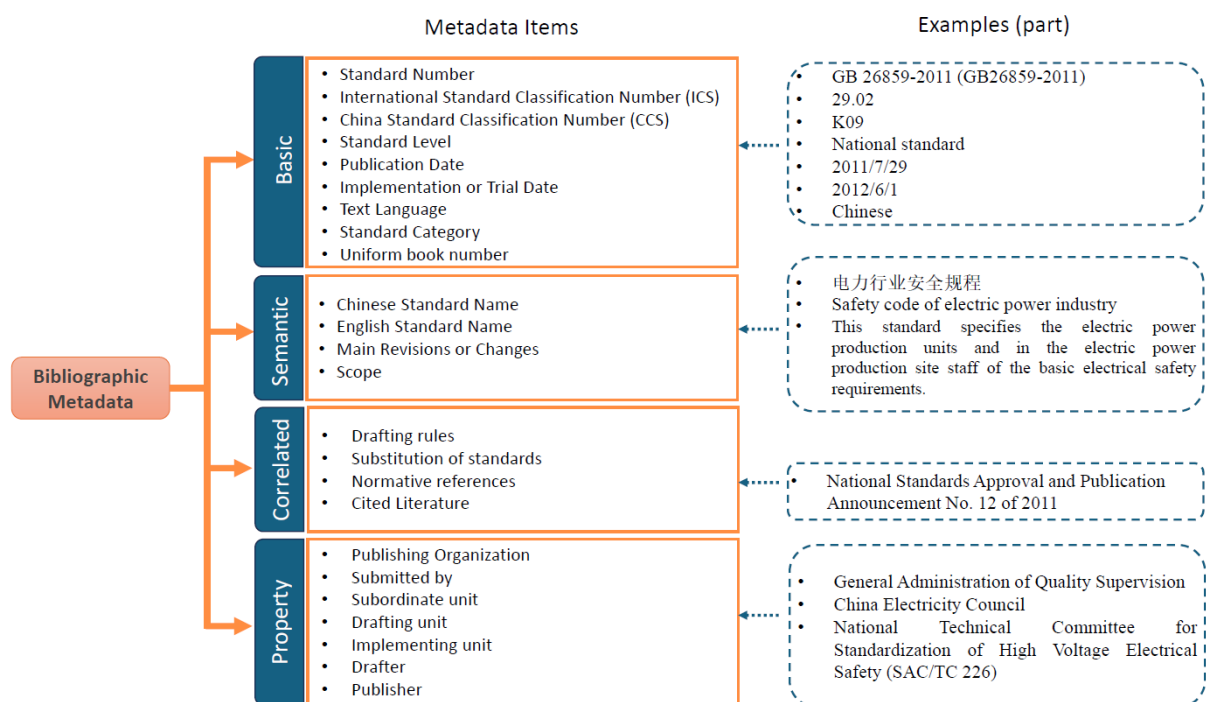 Metadata Items
Examples (part)
Bibliographic
Metadata
Basic
• Standard Number
• International Standard Classification Number (ICS)
• China Standard Classification Number (CCS)
• Standard Level
• Publication Date
• Implementation or Trial Date
• Text Language
• Standard Category
• Uniform book number
• GB 26859-2011 (GB26859-2011)
• 29.02
• K09
• National standard
• 2011/7/29
• 2012/6/1
• Chinese
Semantic
• Chinese Standard Name
• English Standard Name
• Main Revisions or Changes
• Scope
• 电力行业安全规程
• Safety code of electric power industry
• This standard specifies the electric power
production units and in the electric power
production site staff of the basic electrical safety
requirements.
Correlated
• Drafting rules
• Substitution of standards
• Normative references
• Cited Literature
• National Standards Approval and Publication
Announcement No. 12 of 2011
Property
• Publishing Organization
• Submitted by
• Subordinate unit
• Drafting unit
• Implementing unit
• Drafter
• Publisher
• General Administration of Quality Supervision
• China Electricity Council
• National Technical Committee for
Standardization of High Voltage Electrical
Safety (SAC/TC 226)